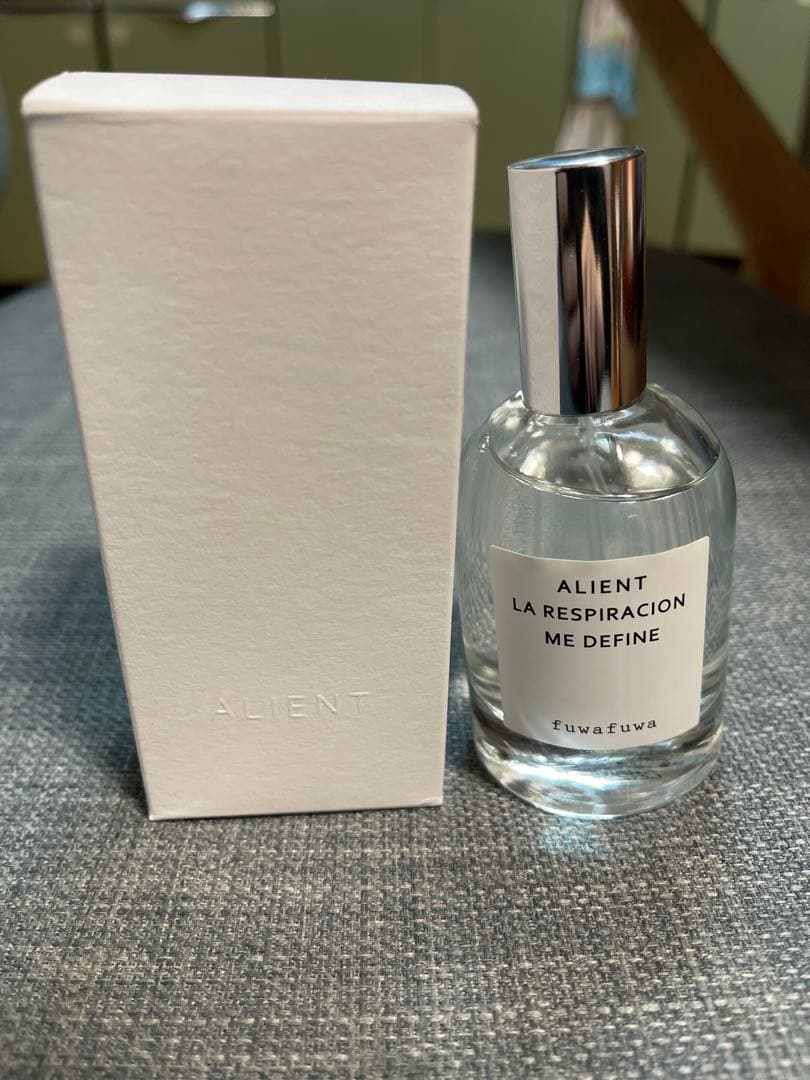 ALIENT
ALIENT
LA RESPIRACION
ME DEFINE
fuwafuwa